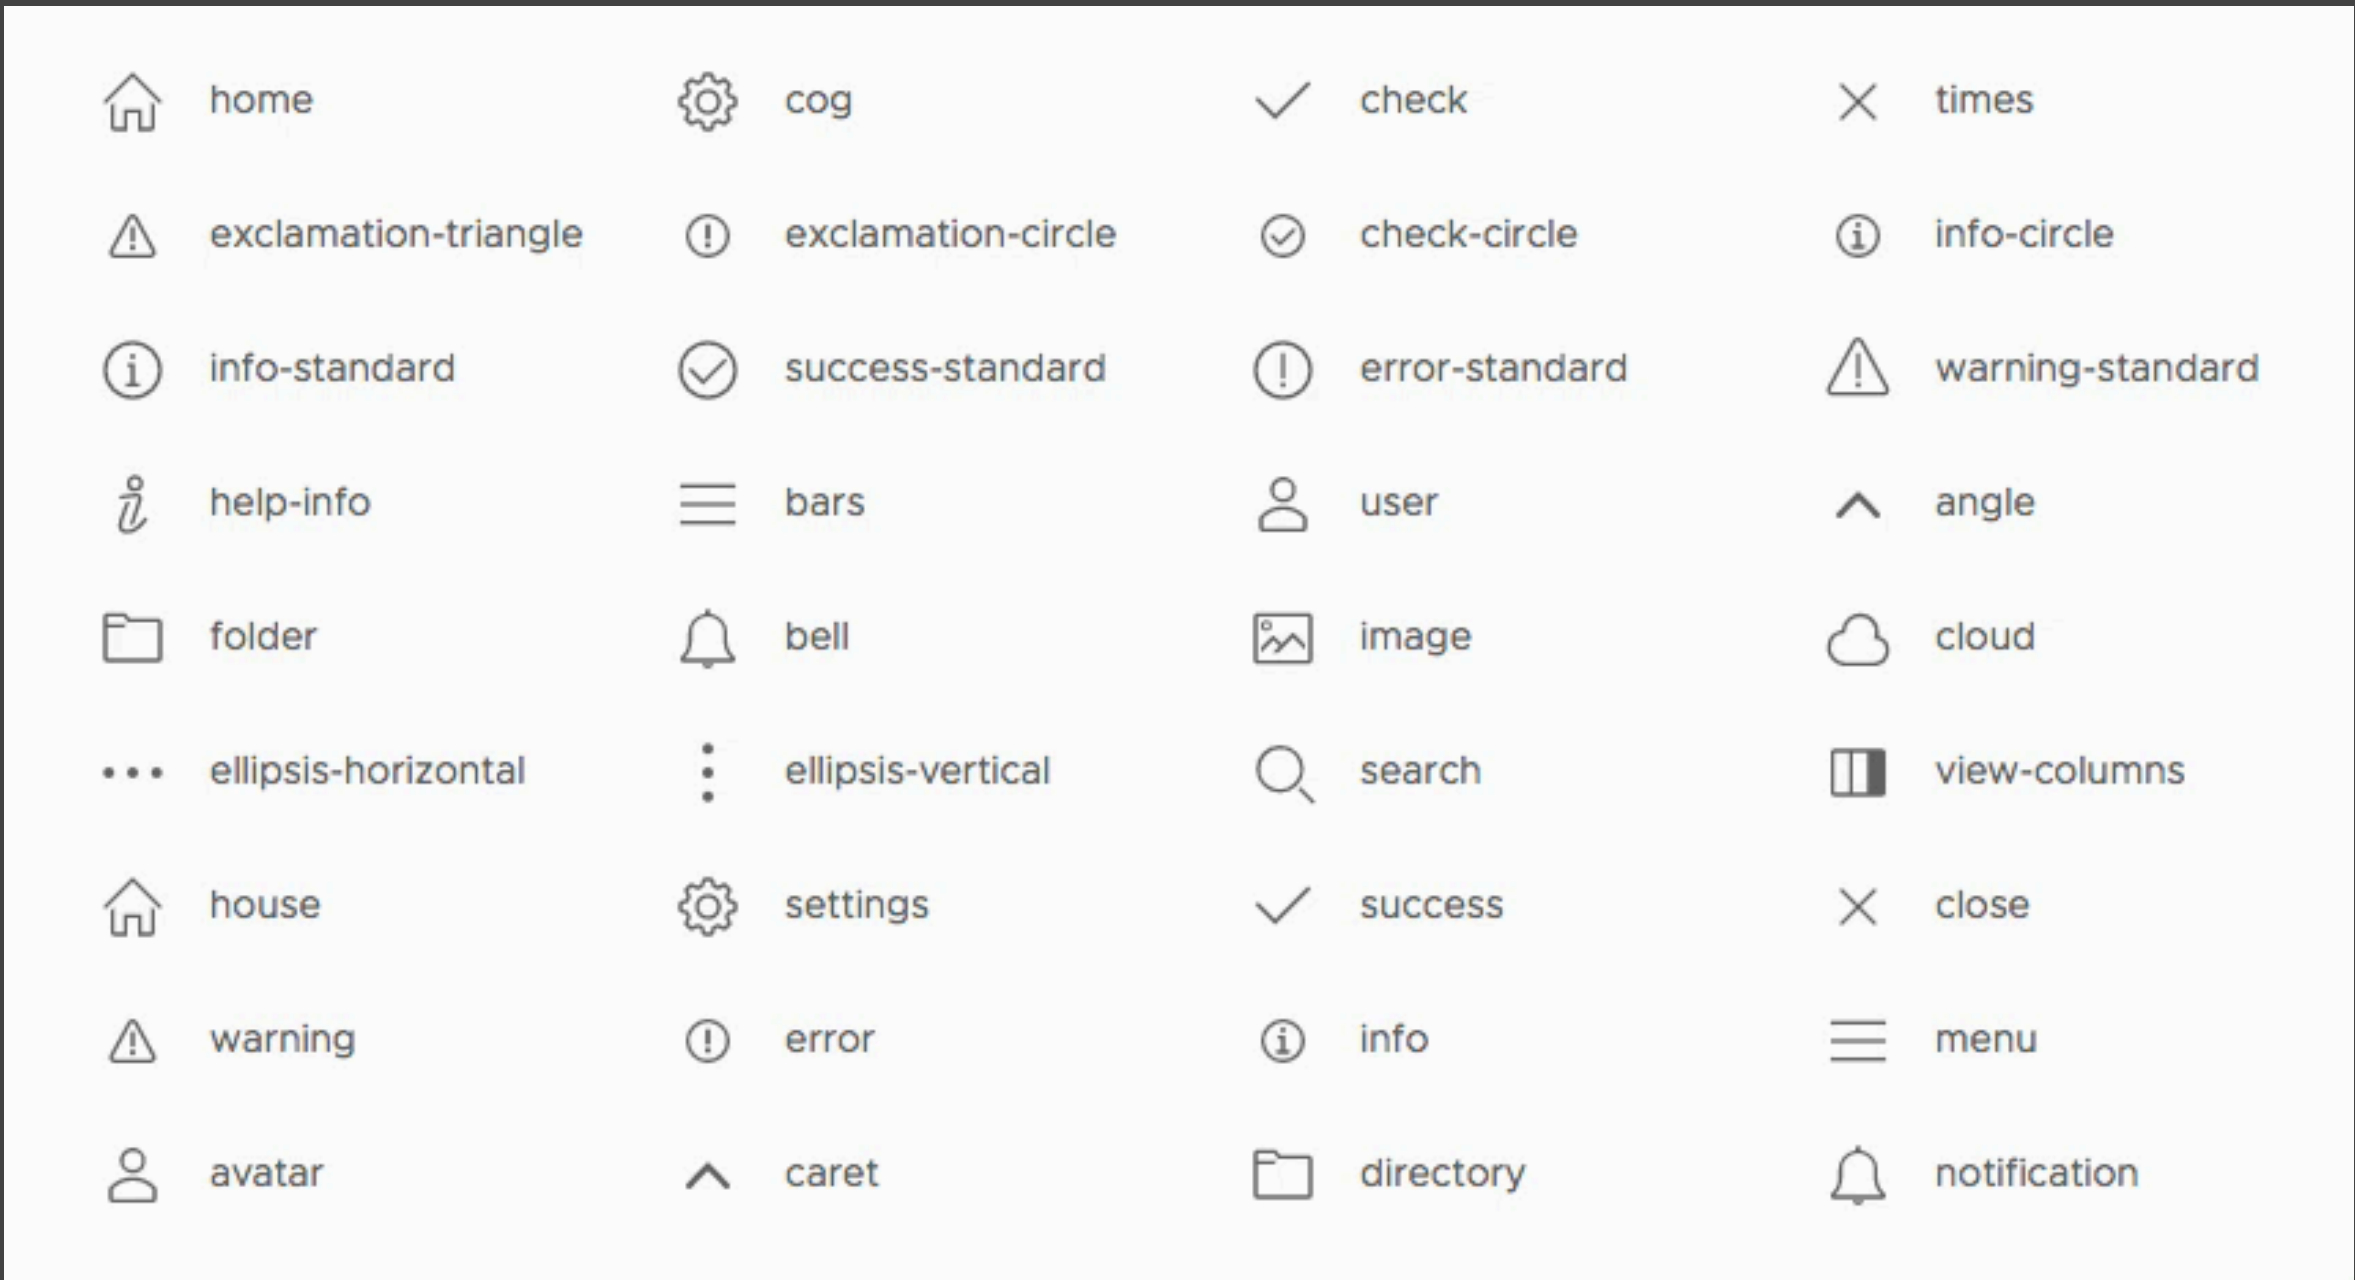 home cog check times
exclamation-triangle exclamation-circle check-circle info-circle
info-standard success-standard error-standard warning-standard
help-info bars user angle
folder bell image cloud
ellipsis-horizontal ellipsis-vertical search view-columns
house settings success close
warning error info menu
avatar caret directory notification